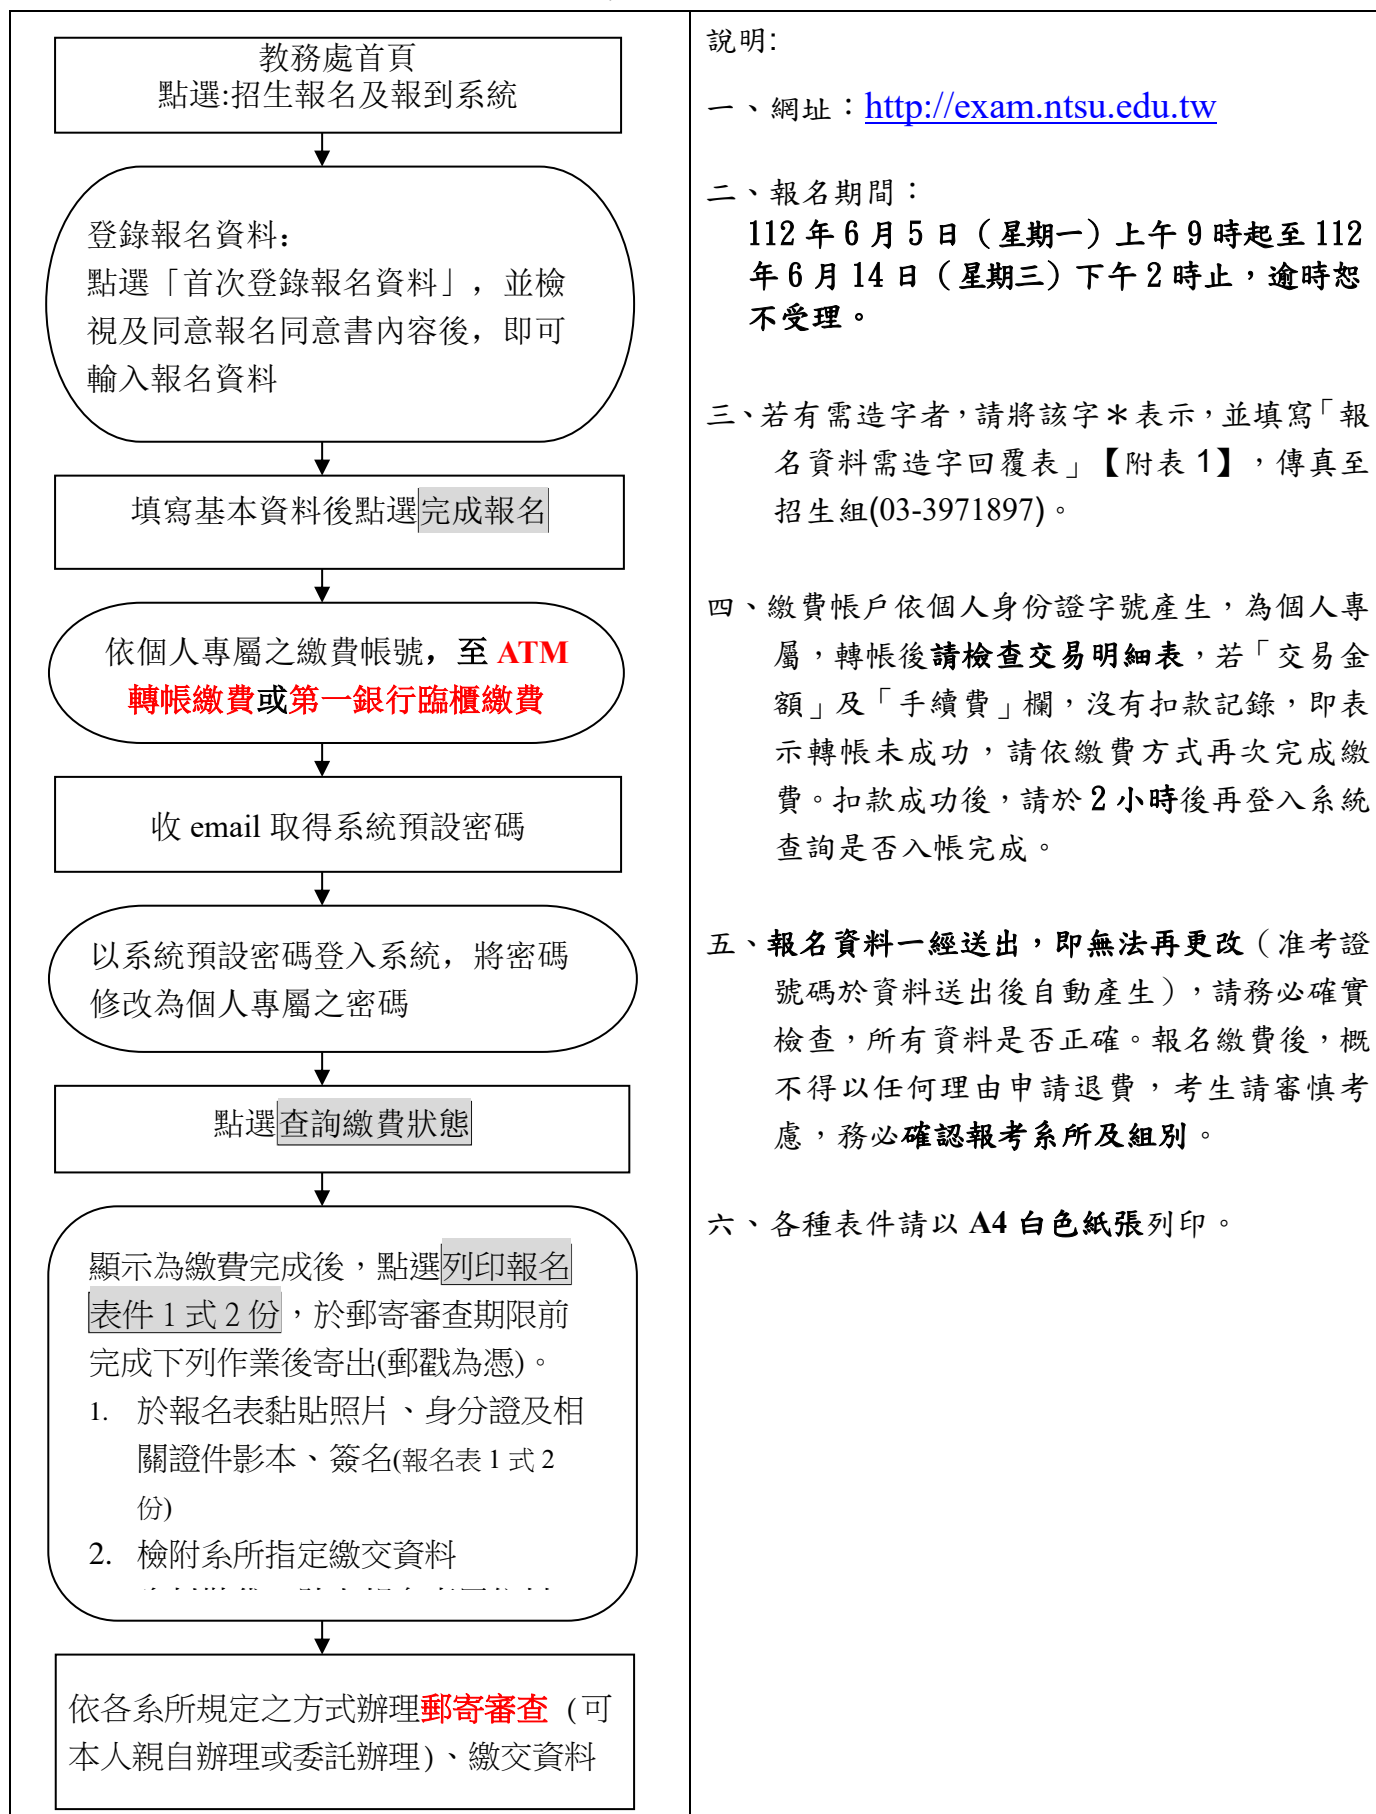 教務處首頁
點選:招生報名及報到系統
登錄報名資料：
點選「首次登錄報名資料」，並檢
視及同意報名同意書內容後，即可
輸入報名資料
填寫基本資料後點選完成報名
依個人專屬之繳費帳號，至 ATM
轉帳繳費或第一銀行臨櫃繳費
收 email 取得系統預設密碼
以系統預設密碼登入系統，將密碼
修改為個人專屬之密碼
點選查詢繳費狀態
顯示為繳費完成後，點選列印報名
表件 1 式 2 份，於郵寄審查期限前
完成下列作業後寄出(郵戳為憑)。
1. 於報名表黏貼照片、身分證及相
關證件影本、簽名(報名表 1 式 2
份)
2. 檢附系所指定繳交資料
依各系所規定之方式辦理郵寄審查 (可
本人親自辦理或委託辦理)、繳交資料
說明:
一、網址：http://exam.ntsu.edu.tw
二、報名期間：
112 年 6 月 5 日（星期一）上午 9 時起至 112
年 6 月 14 日（星期三）下午 2 時止，逾時恕
不受理。
三、若有需造字者，請將該字＊表示，並填寫「報
名資料需造字回覆表」【附表 1】，傳真至
招生組(03-3971897)。
四、繳費帳戶依個人身份證字號產生，為個人專
屬，轉帳後請檢查交易明細表，若「交易金
額」及「手續費」欄，沒有扣款記錄，即表
示轉帳未成功，請依繳費方式再次完成繳
費。扣款成功後，請於 2 小時後再登入系統
查詢是否入帳完成。
五、報名資料一經送出，即無法再更改（准考證
號碼於資料送出後自動產生），請務必確實
檢查，所有資料是否正確。報名繳費後，概
不得以任何理由申請退費，考生請審慎考
慮，務必確認報考系所及組別。
六、各種表件請以 A4 白色紙張列印。